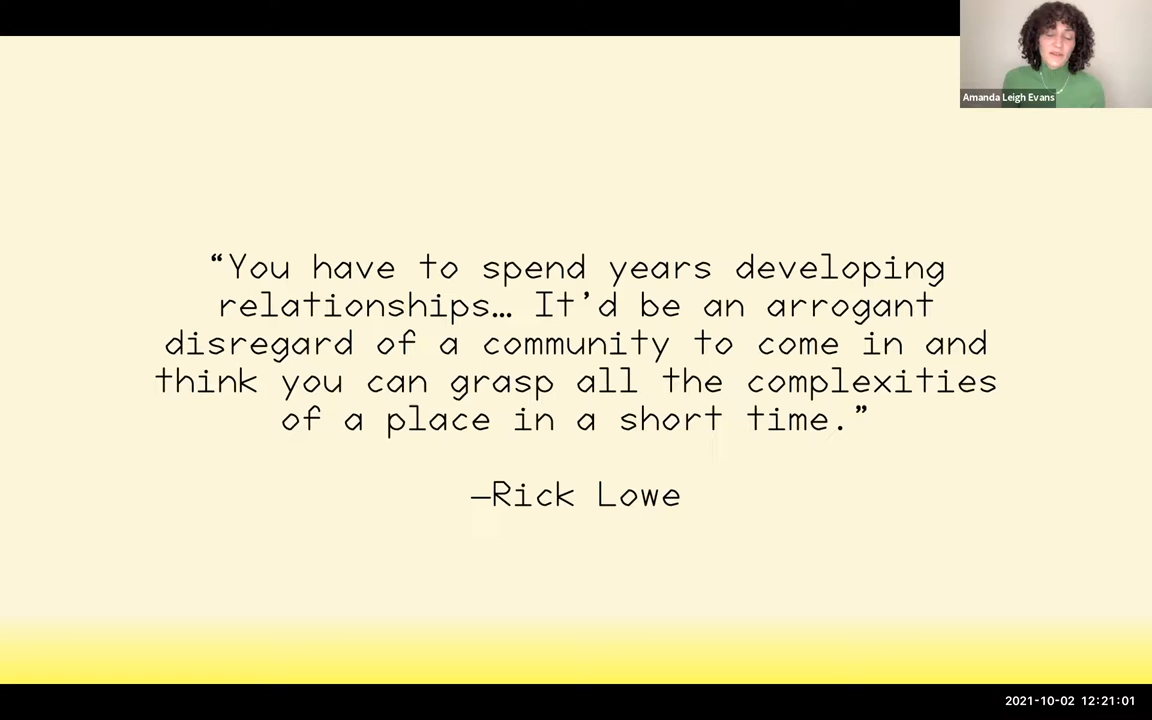 Amanda Leigh Evans
“You have to spend years developing
relationships… It’d be an arrogant
disregard of a community to come in and
think you can grasp all the complexities
of a place in a short time.”
—Rick Lowe
2021-10-02 12:21:01